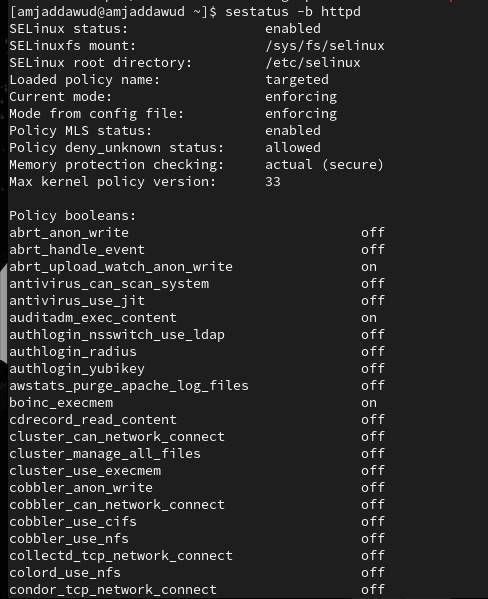 [amjaddawud@amjaddawud ~]$ sestatus -b httpd
SELinux status:                 enabled
SELinuxfs mount:                /sys/fs/selinux
SELinux root directory:         /etc/selinux
Loaded policy name:             targeted
Current mode:                   enforcing
Mode from config file:          enforcing
Policy MLS status:              enabled
Policy deny_unknown status:     allowed
Memory protection checking:     actual (secure)
Max kernel policy version:      33

Policy booleans:
abrt_anon_write                             off
abrt_handle_event                           off
abrt_upload_watch_anon_write                on
antivirus_can_scan_system                   off
antivirus_use_jit                           off
auditadm_exec_content                       on
authlogin_nsswitch_use_ldap                 off
authlogin_radius                            off
authlogin_yubikey                           off
awstats_purge_apache_log_files              off
boinc_execmem                               on
cdrecord_read_content                       off
cluster_can_network_connect                 off
cluster_manage_all_files                    off
cluster_use_execmem                         off
cobbler_anon_write                          off
cobbler_can_network_connect                 off
cobbler_use_cifs                            off
cobbler_use_nfs                             off
collectd_tcp_network_connect                off
colord_use_nfs                              off
condor_tcp_network_connect                  off